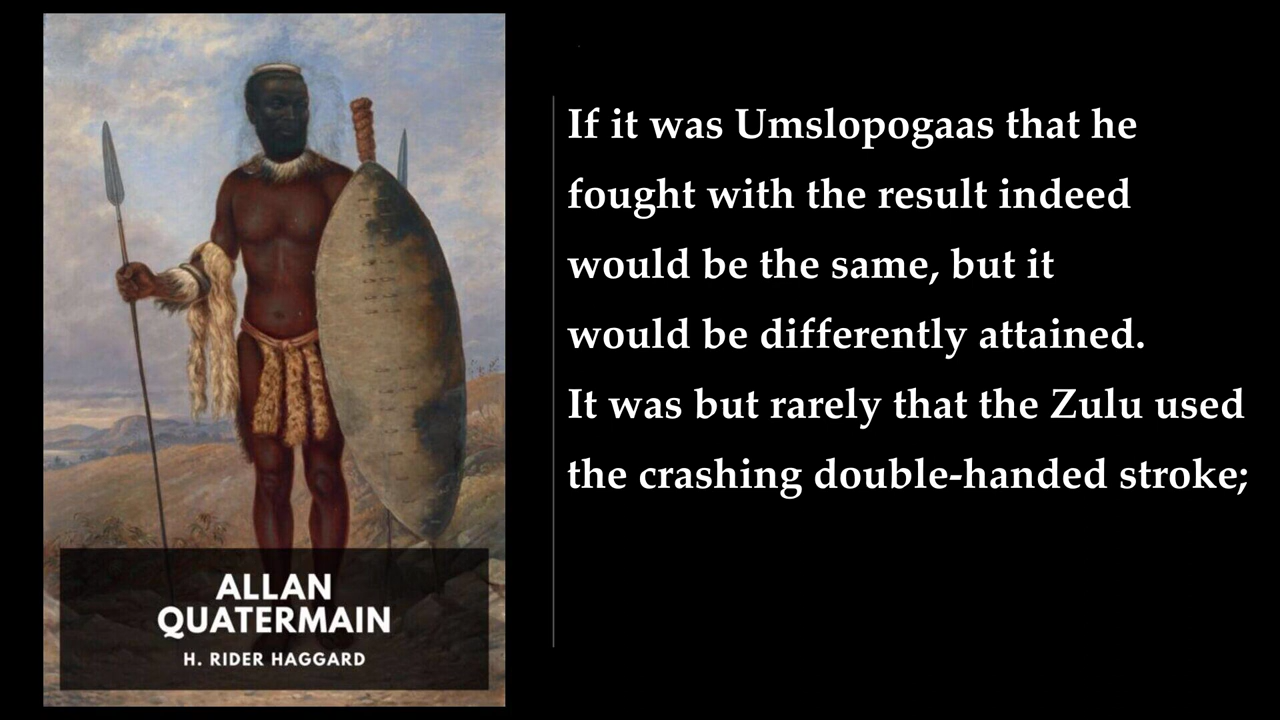 ALLAN
QUATERMAIN
H. RIDER HAGGARD
If it was Umslopogaas that he
fought with the result indeed
would be the same, but it
would be differently attained.
It was but rarely that the Zulu used
the crashing double-handed stroke;